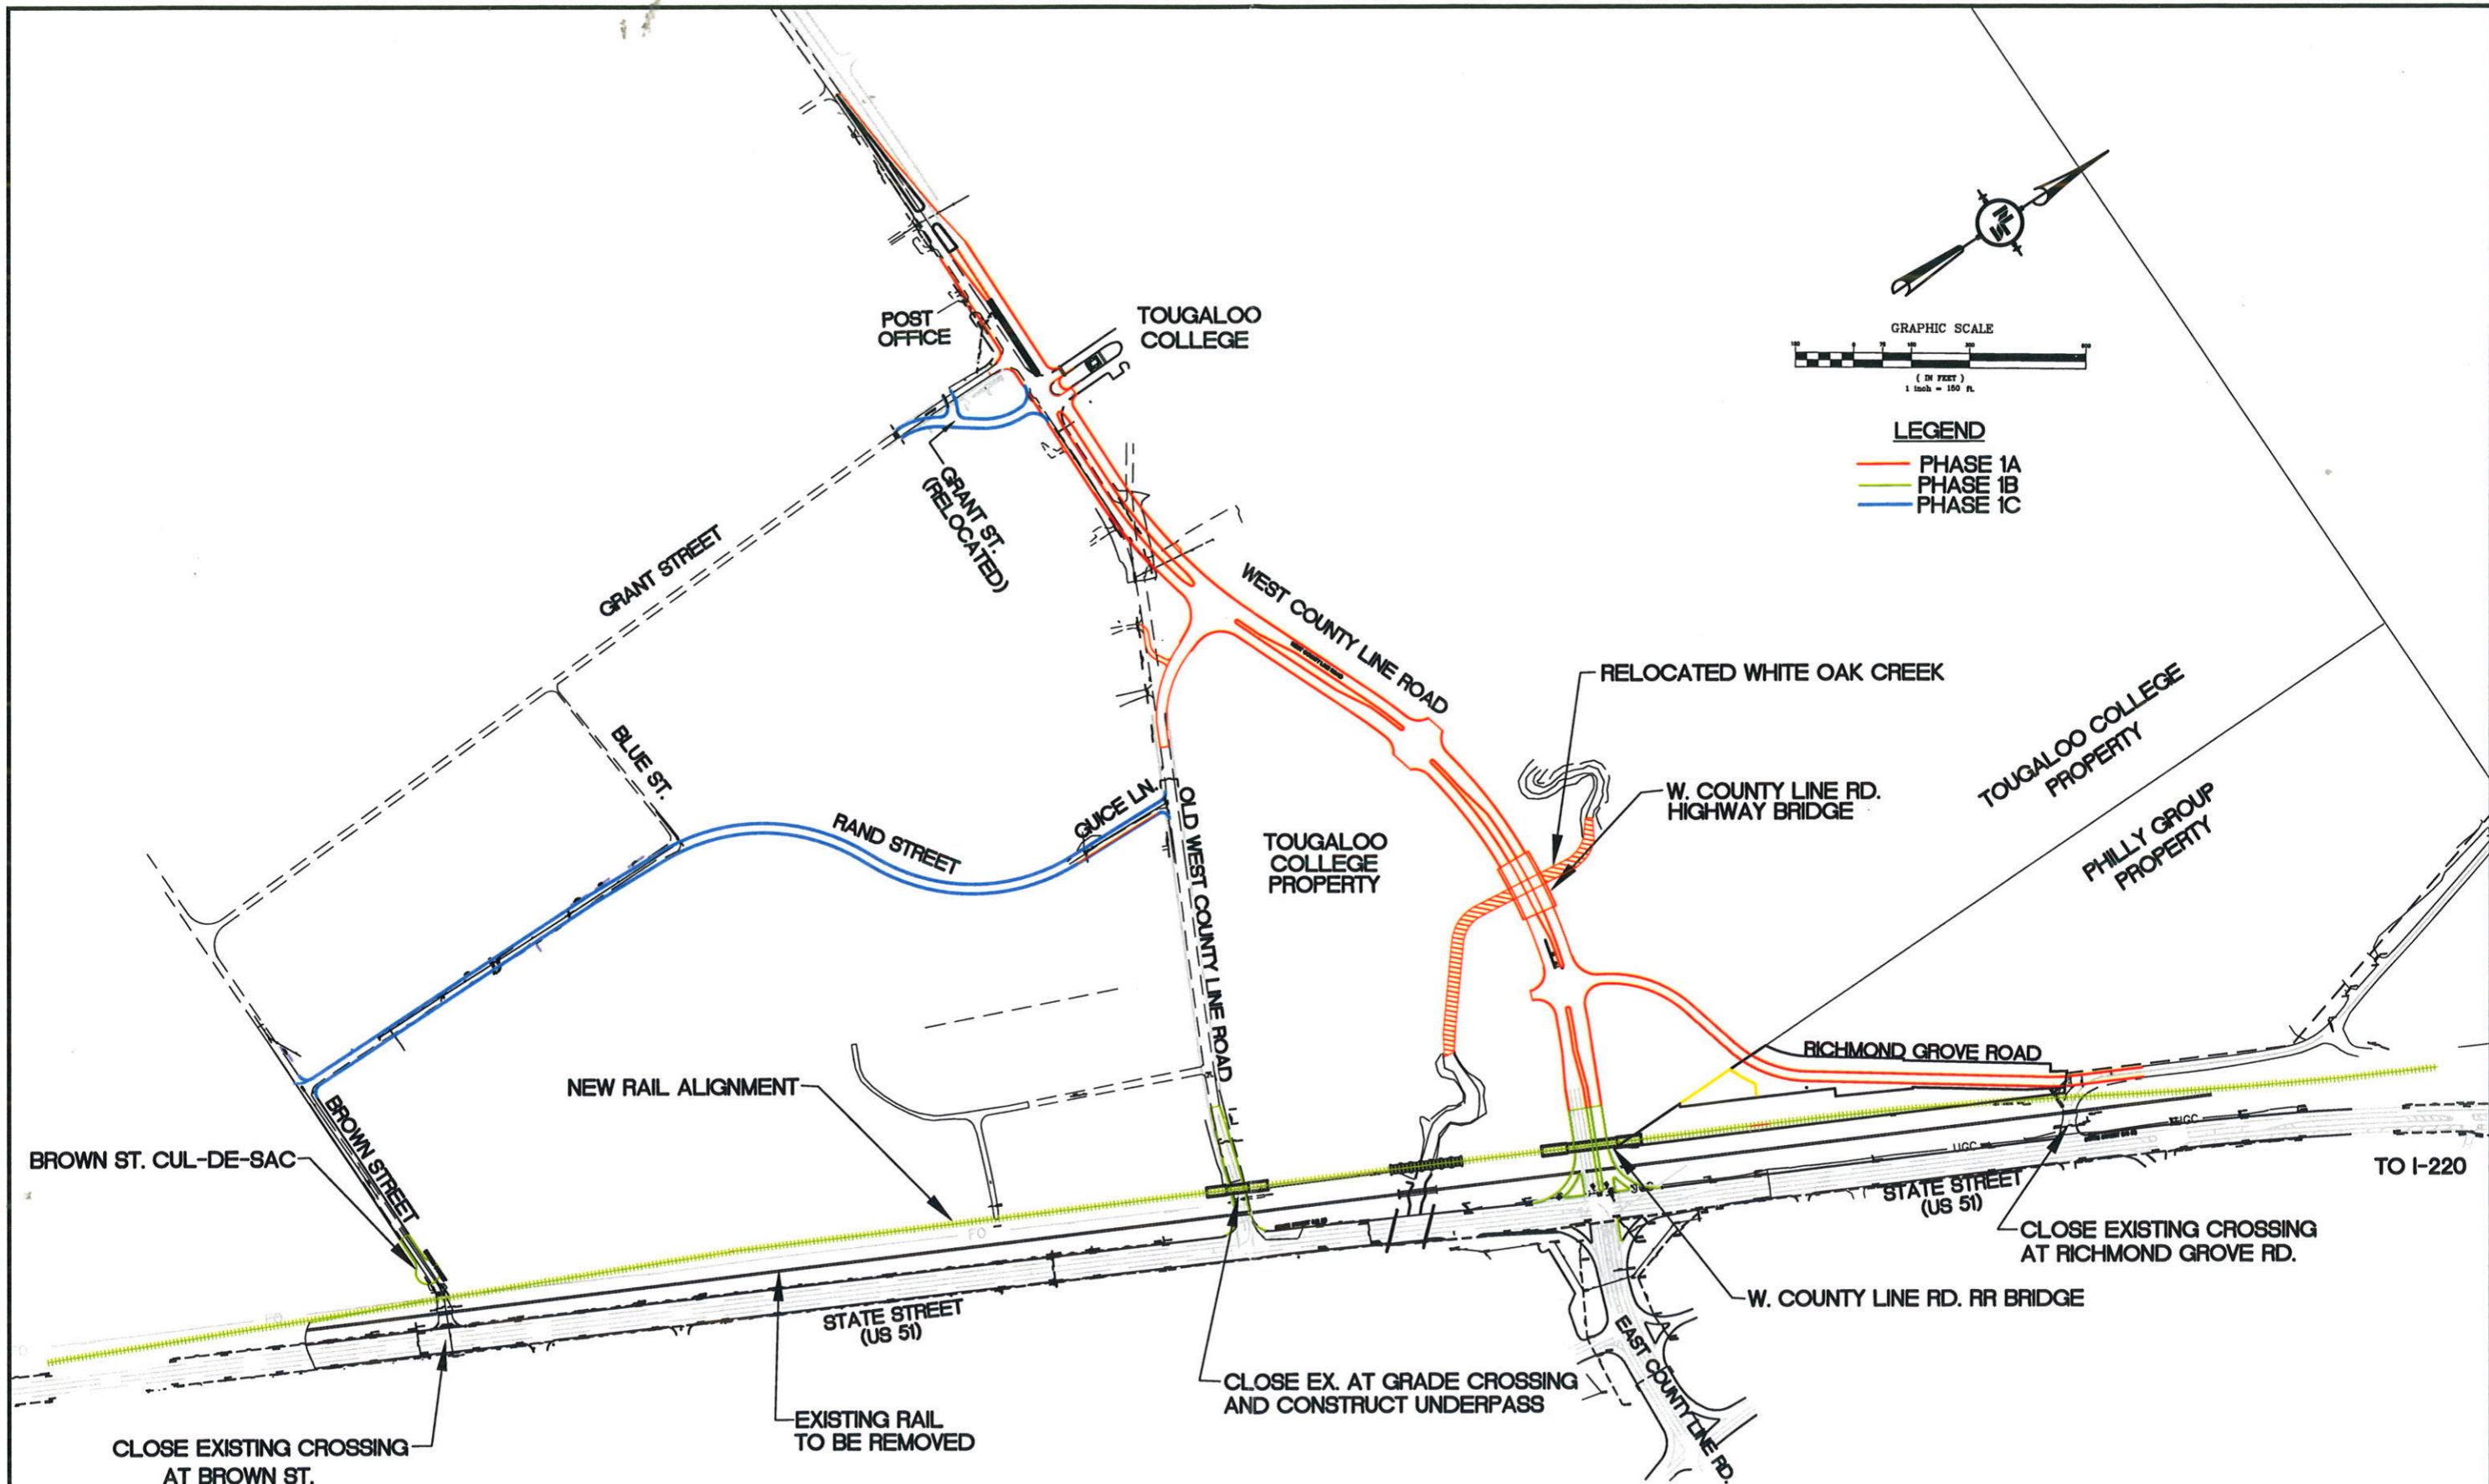 POST
OFFICE
TOUGALOO
COLLEGE
GRAPHIC SCALE
( IN FEET )
1 inch = 150 ft.
LEGEND
PHASE 1A
PHASE 1B
PHASE 1C
GRANT ST.
(RELOCATED)
GRANT STREET
WEST COUNTY LINE ROAD
RELOCATED WHITE OAK CREEK
TOUGALOO COLLEGE
PROPERTY
BLUE ST.
W. COUNTY LINE RD.
HIGHWAY BRIDGE
GUICE LN.
RAND STREET
OLD WEST COUNTY LINE ROAD
TOUGALOO
COLLEGE
PROPERTY
PHILLY GROUP
PROPERTY
RICHMOND GROVE ROAD
NEW RAIL ALIGNMENT
BROWN STREET
BROWN ST. CUL-DE-SAC
UGC
UGC
TO I-220
STATE STREET
(US 51)
CLOSE EXISTING CROSSING
AT RICHMOND GROVE RD.
FO
FO
W. COUNTY LINE RD. RR BRIDGE
STATE STREET
(US 51)
EAST COUNTY LINE RD.
CLOSE EX. AT GRADE CROSSING
AND CONSTRUCT UNDERPASS
EXISTING RAIL
TO BE REMOVED
CLOSE EXISTING CROSSING
AT BROWN ST.